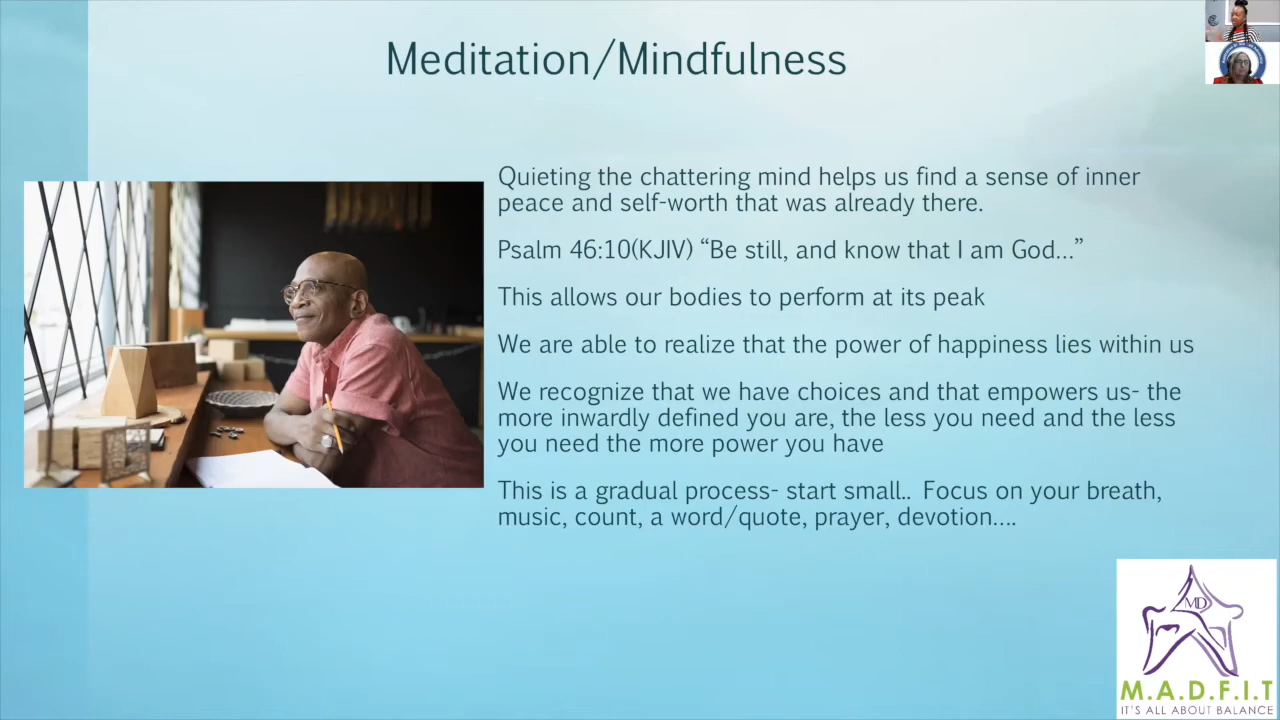 Meditation/Mindfulness
Quieting the chattering mind helps us find a sense of inner
peace and self-worth that was already there.
Psalm 46:10(KJIV) “Be still, and know that I am God...”
This allows our bodies to perform at its peak
We are able to realize that the power of happiness lies within us
We recognize that we have choices and that empowers us- the
more inwardly defined you are, the less you need and the less
you need the more power you have
This is a gradual process- start small.. Focus on your breath,
music, count, a word/quote, prayer, devotion....
MD
M.A.D.F.I.T
IT'S ALL ABOUT BALANCE